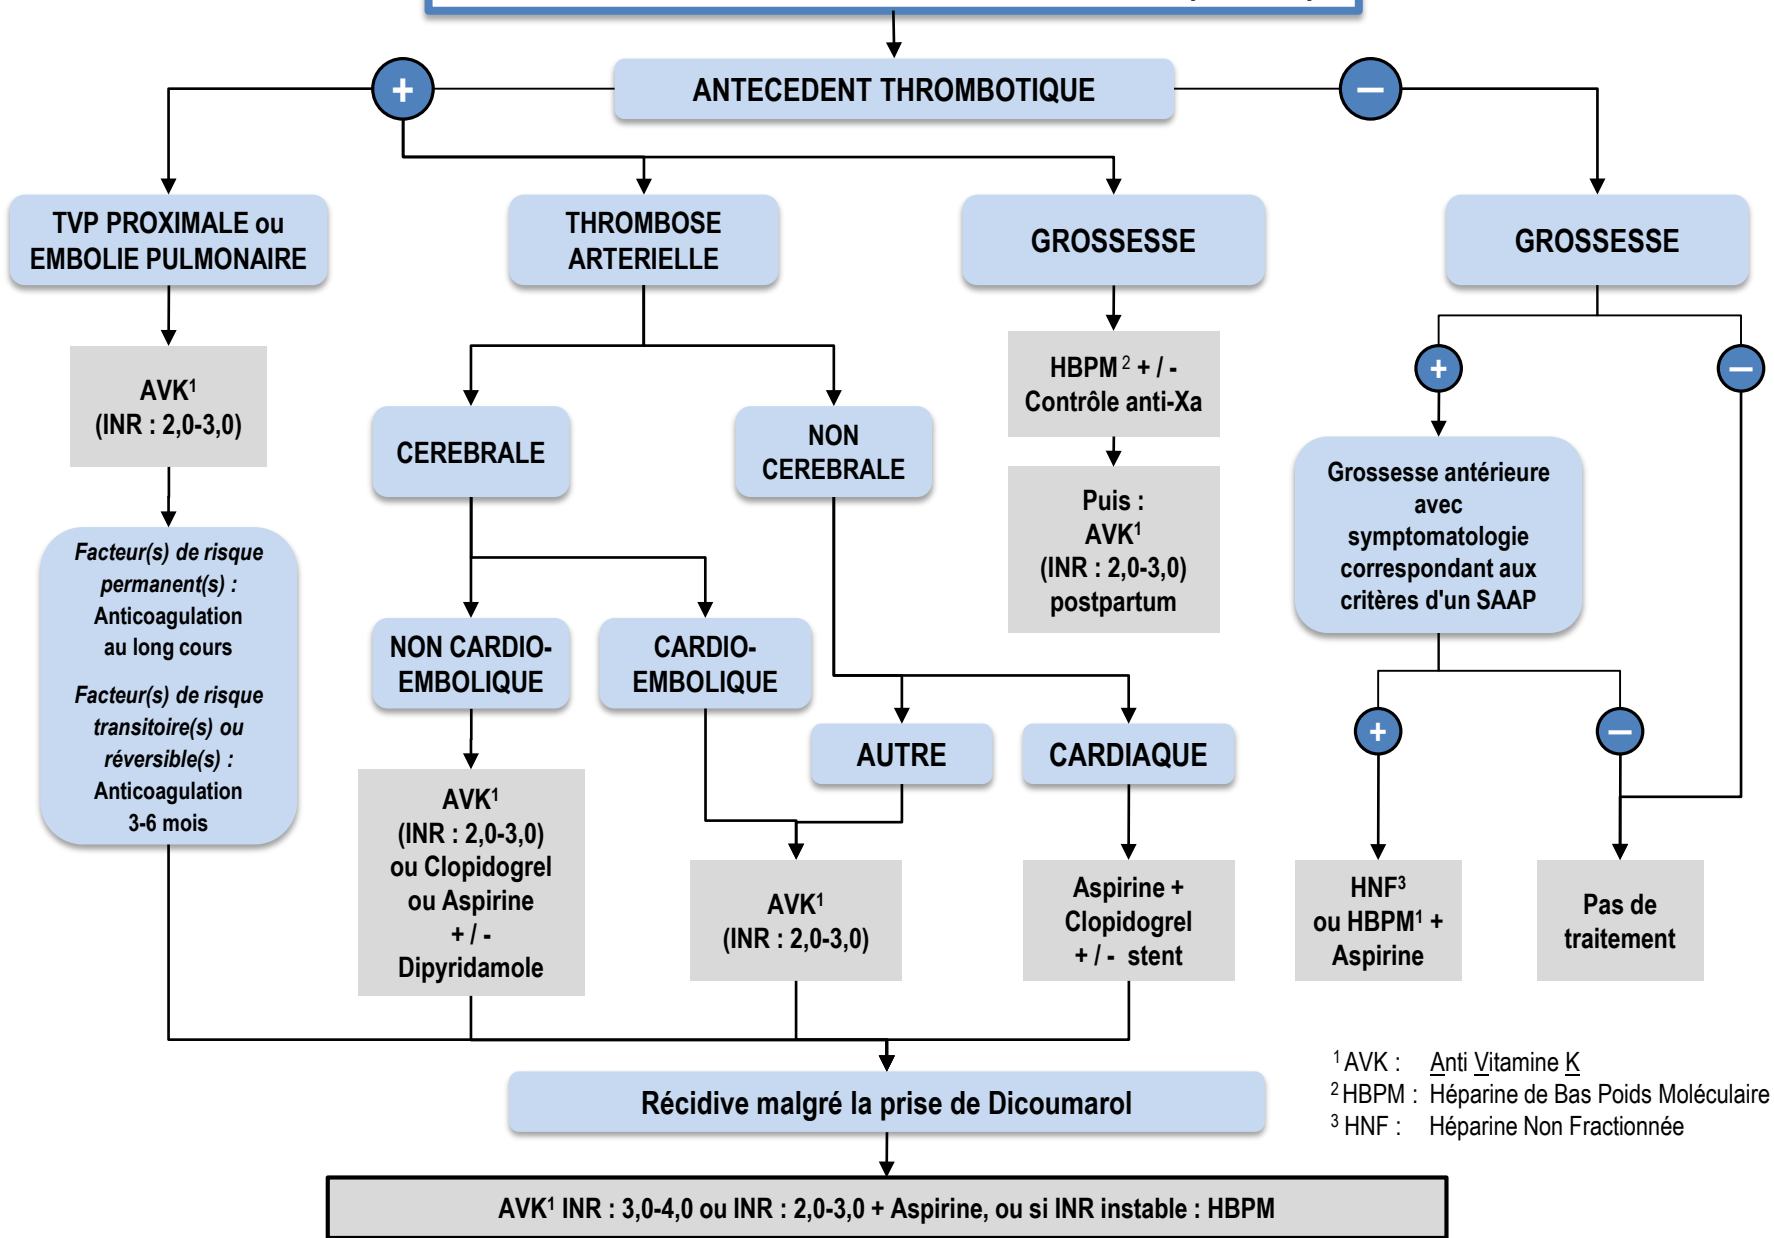 ANTECEDENT THROMBOTIQUE
+
–
TVP PROXIMALE ou
EMBOLIE PULMONAIRE
THROMBOSE
ARTERIELLE
GROSSESSE
GROSSESSE
AVK¹
(INR : 2,0-3,0)
HBPM ² + / -
Contrôle anti-Xa
+
–
CEREBRALE
NON
CEREBRALE
Puis :
AVK¹
(INR : 2,0-3,0)
postpartum
Grossesse antérieure
avec
symptomatologie
correspondant aux
critères d'un SAAP
Facteur(s) de risque
permanent(s) :
Anticoagulation
au long cours
Facteur(s) de risque
transitoire(s) ou
réversible(s) :
Anticoagulation
3-6 mois
NON CARDIO-
EMBOLIQUE
CARDIO-
EMBOLIQUE
AUTRE
CARDIAQUE
+
–
AVK¹
(INR : 2,0-3,0)
ou Clopidogrel
ou Aspirine
+ / -
Dipyridamole
AVK¹
(INR : 2,0-3,0)
Aspirine +
Clopidogrel
+ / - stent
HNF³
ou HBPM¹ +
Aspirine
Pas de
traitement
¹ AVK : Anti Vitamine K
² HBPM : Héparine de Bas Poids Moléculaire
³ HNF : Héparine Non Fractionnée
Récidive malgré la prise de Dicoumarol
AVK¹ INR : 3,0-4,0 ou INR : 2,0-3,0 + Aspirine, ou si INR instable : HBPM